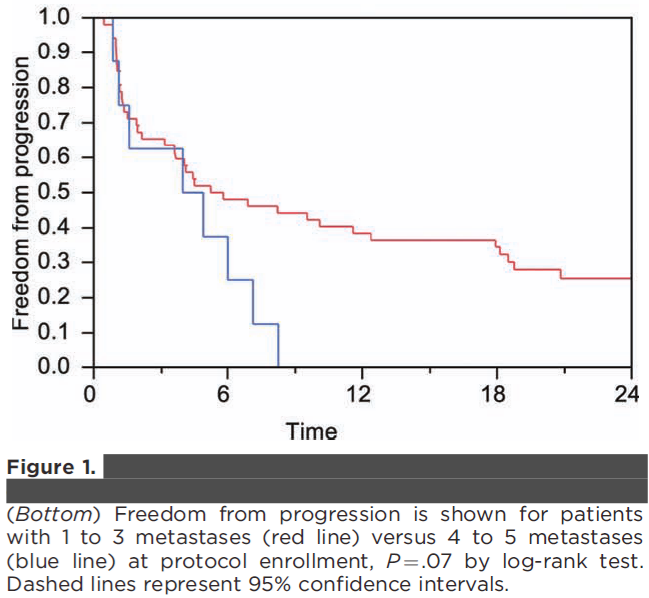 1.0
0.9
0.8
0.7
0.6
0.5
0.4
0.3
0.2
0.1
0.0
Freedom from progression
0 6 12 18 24
Time
Figure 1.
(Bottom) Freedom from progression is shown for patients
with 1 to 3 metastases (red line) versus 4 to 5 metastases
(blue line) at protocol enrollment, P=.07 by log-rank test.
Dashed lines represent 95% confidence intervals.